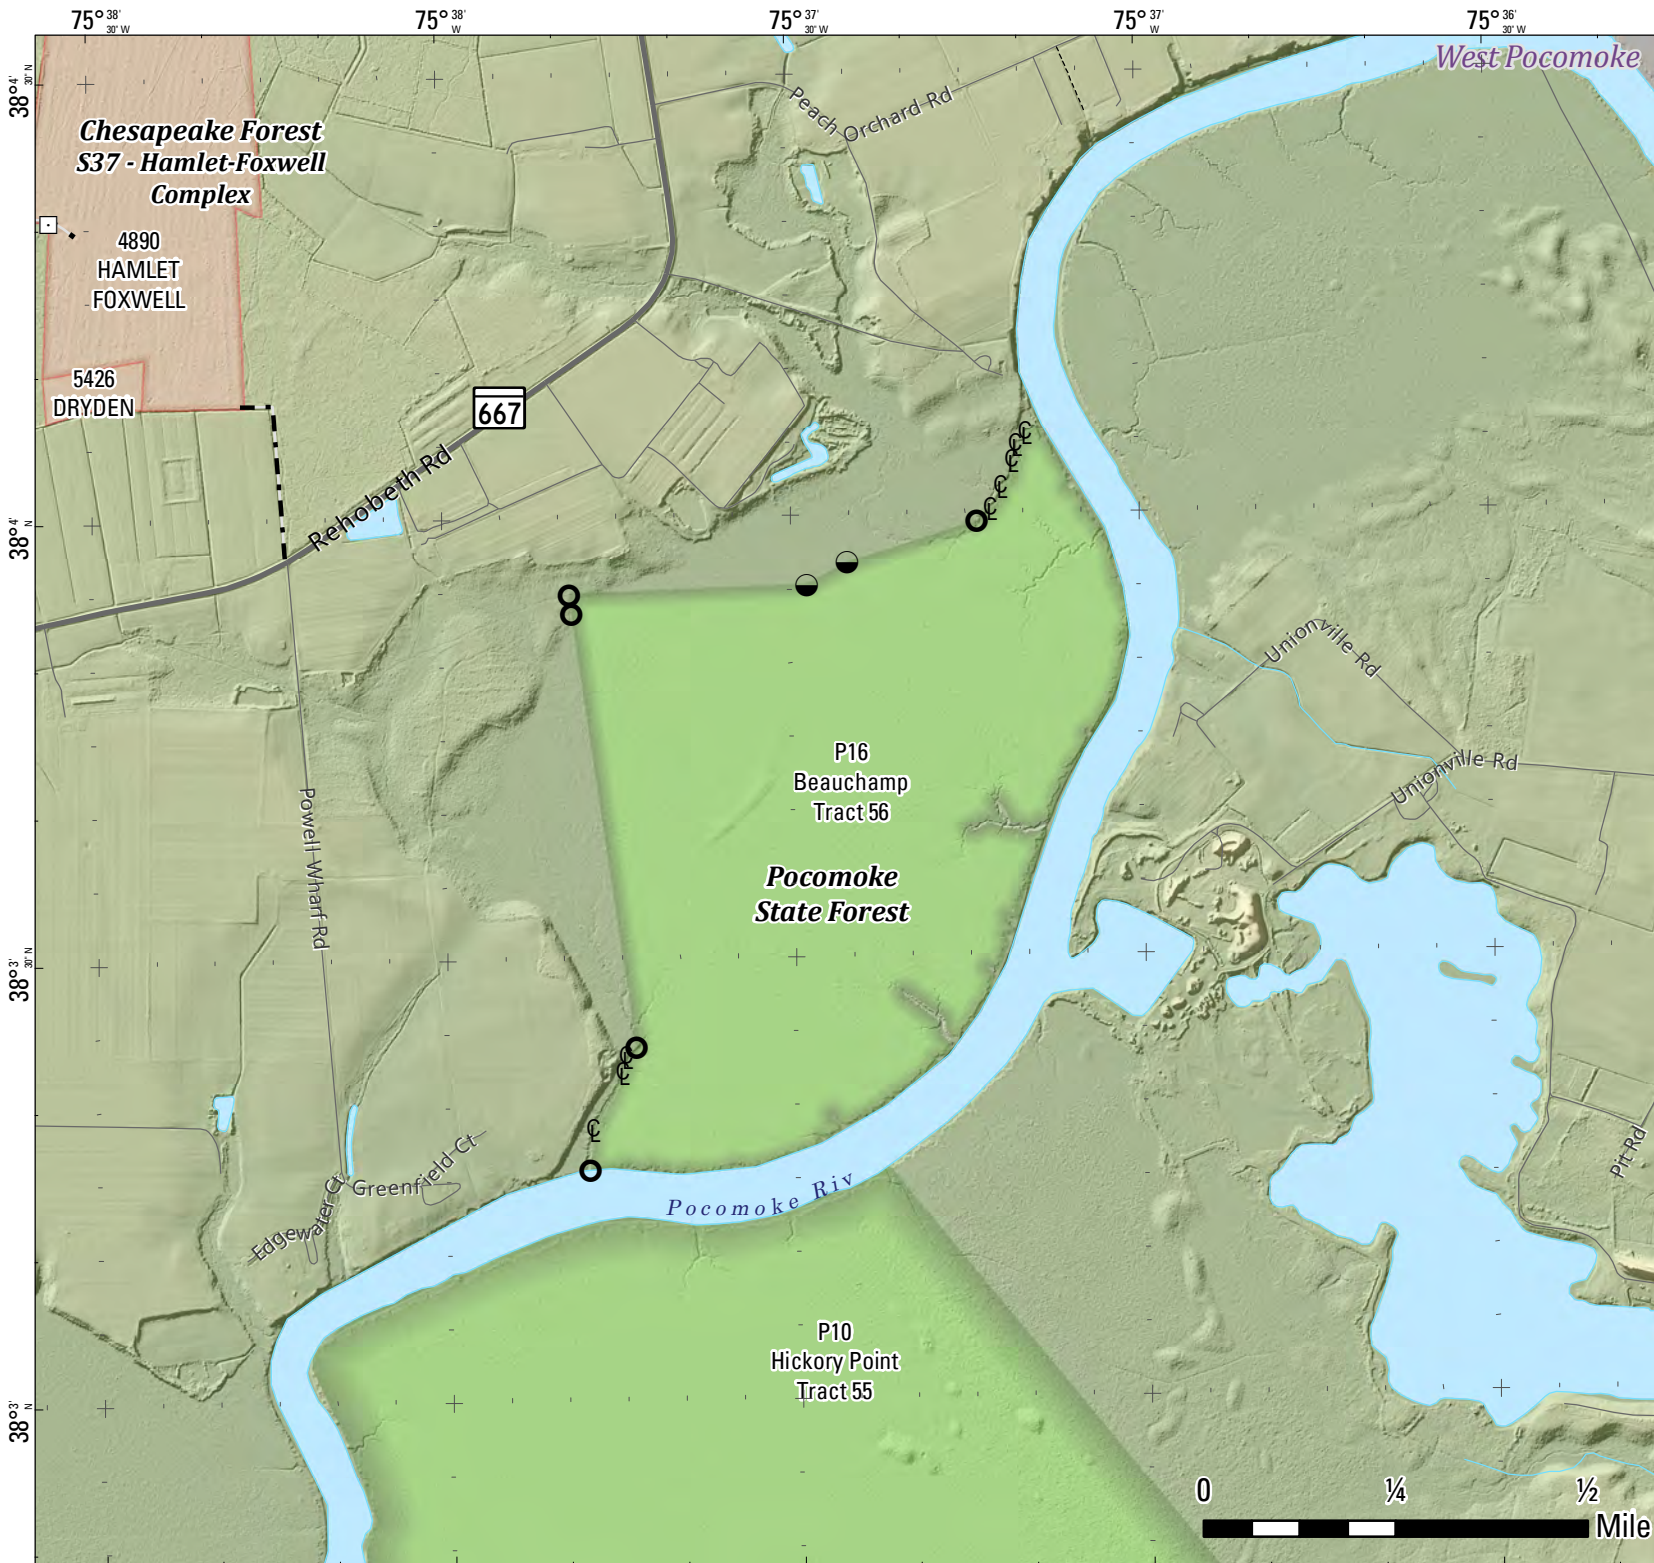 75° 38' 30" W
75° 38' W
75° 37' 30" W
75° 37' W
75° 36' 30" W
West Pocomoke
38° 4' 30" N
Peach Orchard Rd
Chesapeake Forest
S37 - Hamlet-Foxwell
Complex
4890
HAMLET
FOXWELL
5426
DRYDEN
667
Rehobeth Rd
38° 4' N
℄
℄
℄
℄
℄
Unionville Rd
Unionville Rd
P16
Beauchamp
Tract 56
Powell Wharf Rd
Pocomoke
State Forest
38° 3' 30" N
℄
℄
℄
Pit Rd
Greenfield Ct
Edgewater Ct
Pocomoke Riv
P10
Hickory Point
Tract 55
38° 3' N
0 ¼ ½
Mile